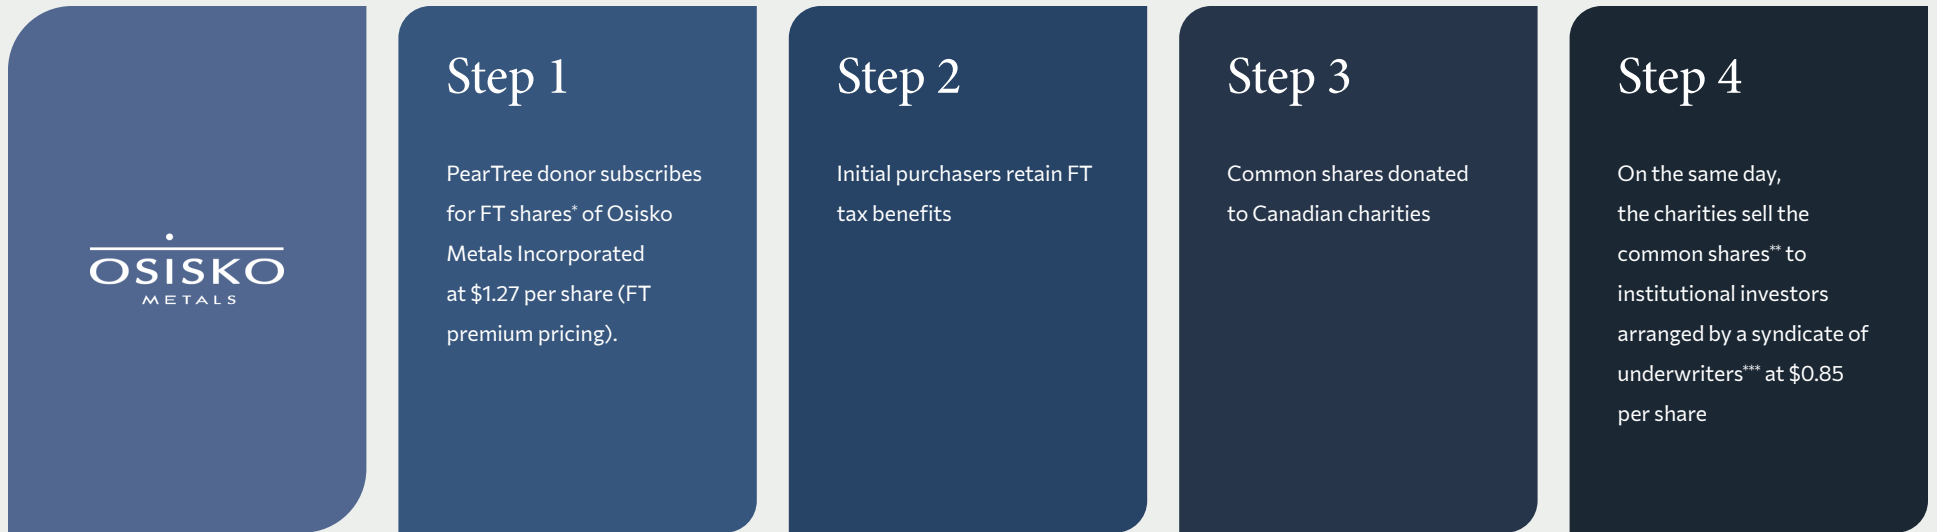 OSISKO
METALS
Step 1
PearTree donor subscribes
for FT shares* of Osisko
Metals Incorporated
at $1.27 per share (FT
premium pricing).
Step 2
Initial purchasers retain FT
tax benefits
Step 3
Common shares donated
to Canadian charities
Step 4
On the same day,
the charities sell the
common shares** to
institutional investors
arranged by a syndicate of
underwriters*** at $0.85
per share